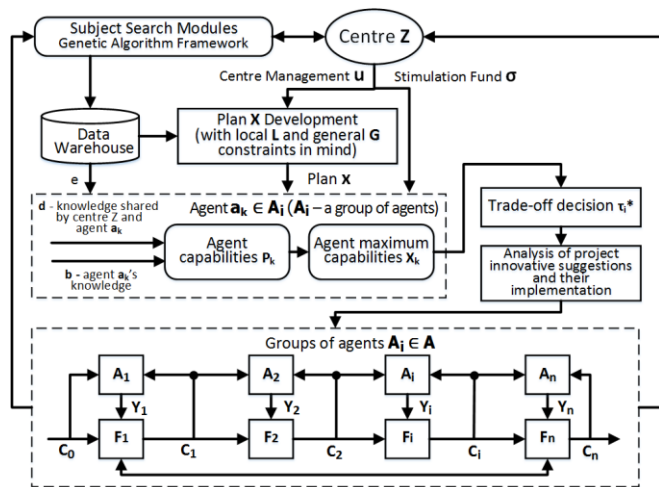 Subject Search Modules
Genetic Algorithm Framework
Centre Z
Centre Management u
Stimulation Fund σ
Data
Warehouse
Plan X Development
(with local L and general G
constraints in mind)
e
Plan x
d - knowledge shared
by centre Z and
agent aₖ
Agent aₖ ∈ Aᵢ (Aᵢ – a group of agents)
Agent
capabilities Pₖ
Agent maximum
capabilities Xₖ
b - agent aₖ's
knowledge
Trade-off decision τᵢ*
Analysis of project
innovative suggestions
and their
implementation
Groups of agents Aᵢ ∈ A
A₁ A₂ Aᵢ Aₙ
Y₁ Y₂ Yᵢ Yₙ
F₁ F₂ Fᵢ Fₙ
C₀ C₁ C₂ Cᵢ Cₙ